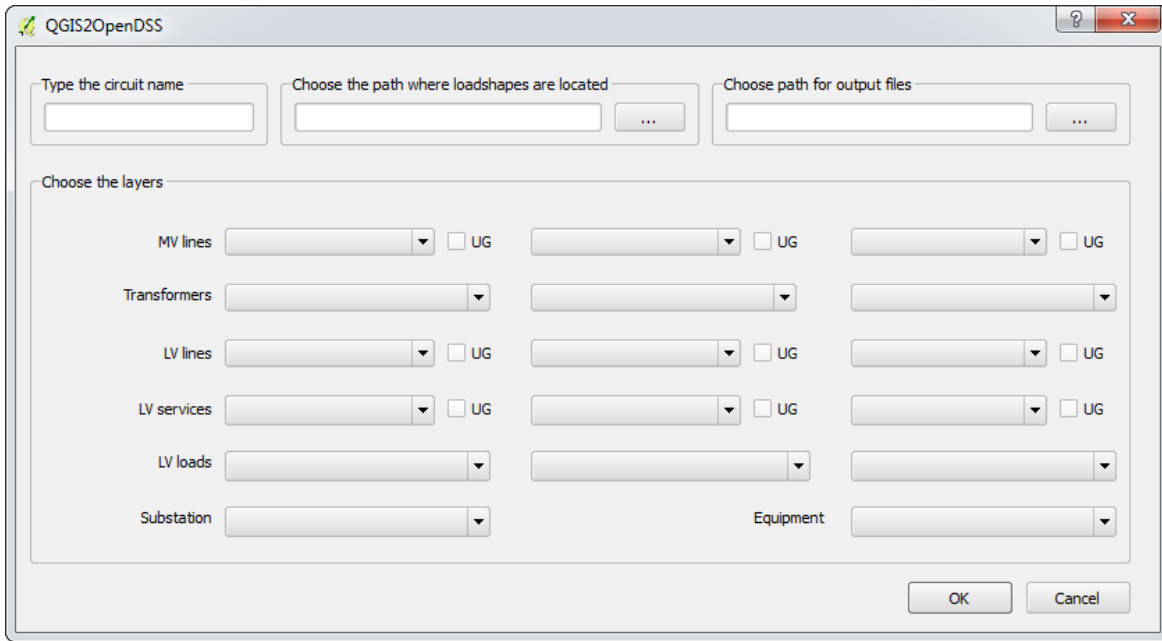 QGIS2OpenDSS
Type the circuit name
Choose the path where loadshapes are located
Choose path for output files
...
...
Choose the layers
MV lines UG UG UG
Transformers
LV lines UG UG UG
LV services UG UG UG
LV loads
Substation Equipment
OK Cancel